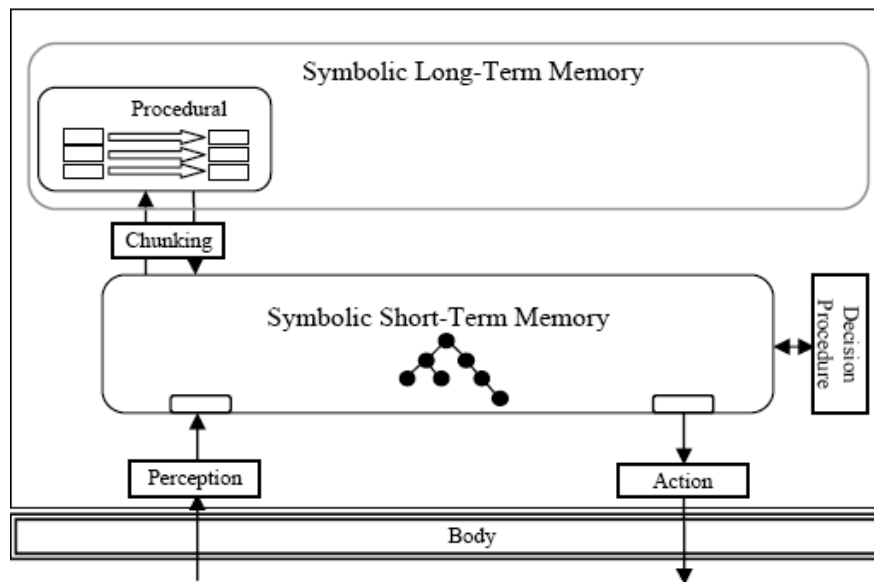 Symbolic Long-Term Memory
Procedural
Chunking
Symbolic Short-Term Memory
Decision
Procedure
Perception
Action
Body